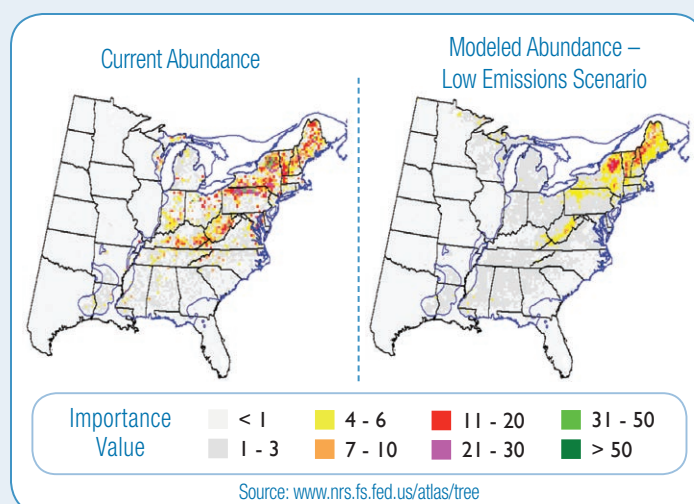 Current Abundance
Modeled Abundance –
Low Emissions Scenario
Importance
Value
< 1
4 - 6
11 - 20
31 - 50
1 - 3
7 - 10
21 - 30
> 50
Source: www.nrs.fs.fed.us/atlas/tree